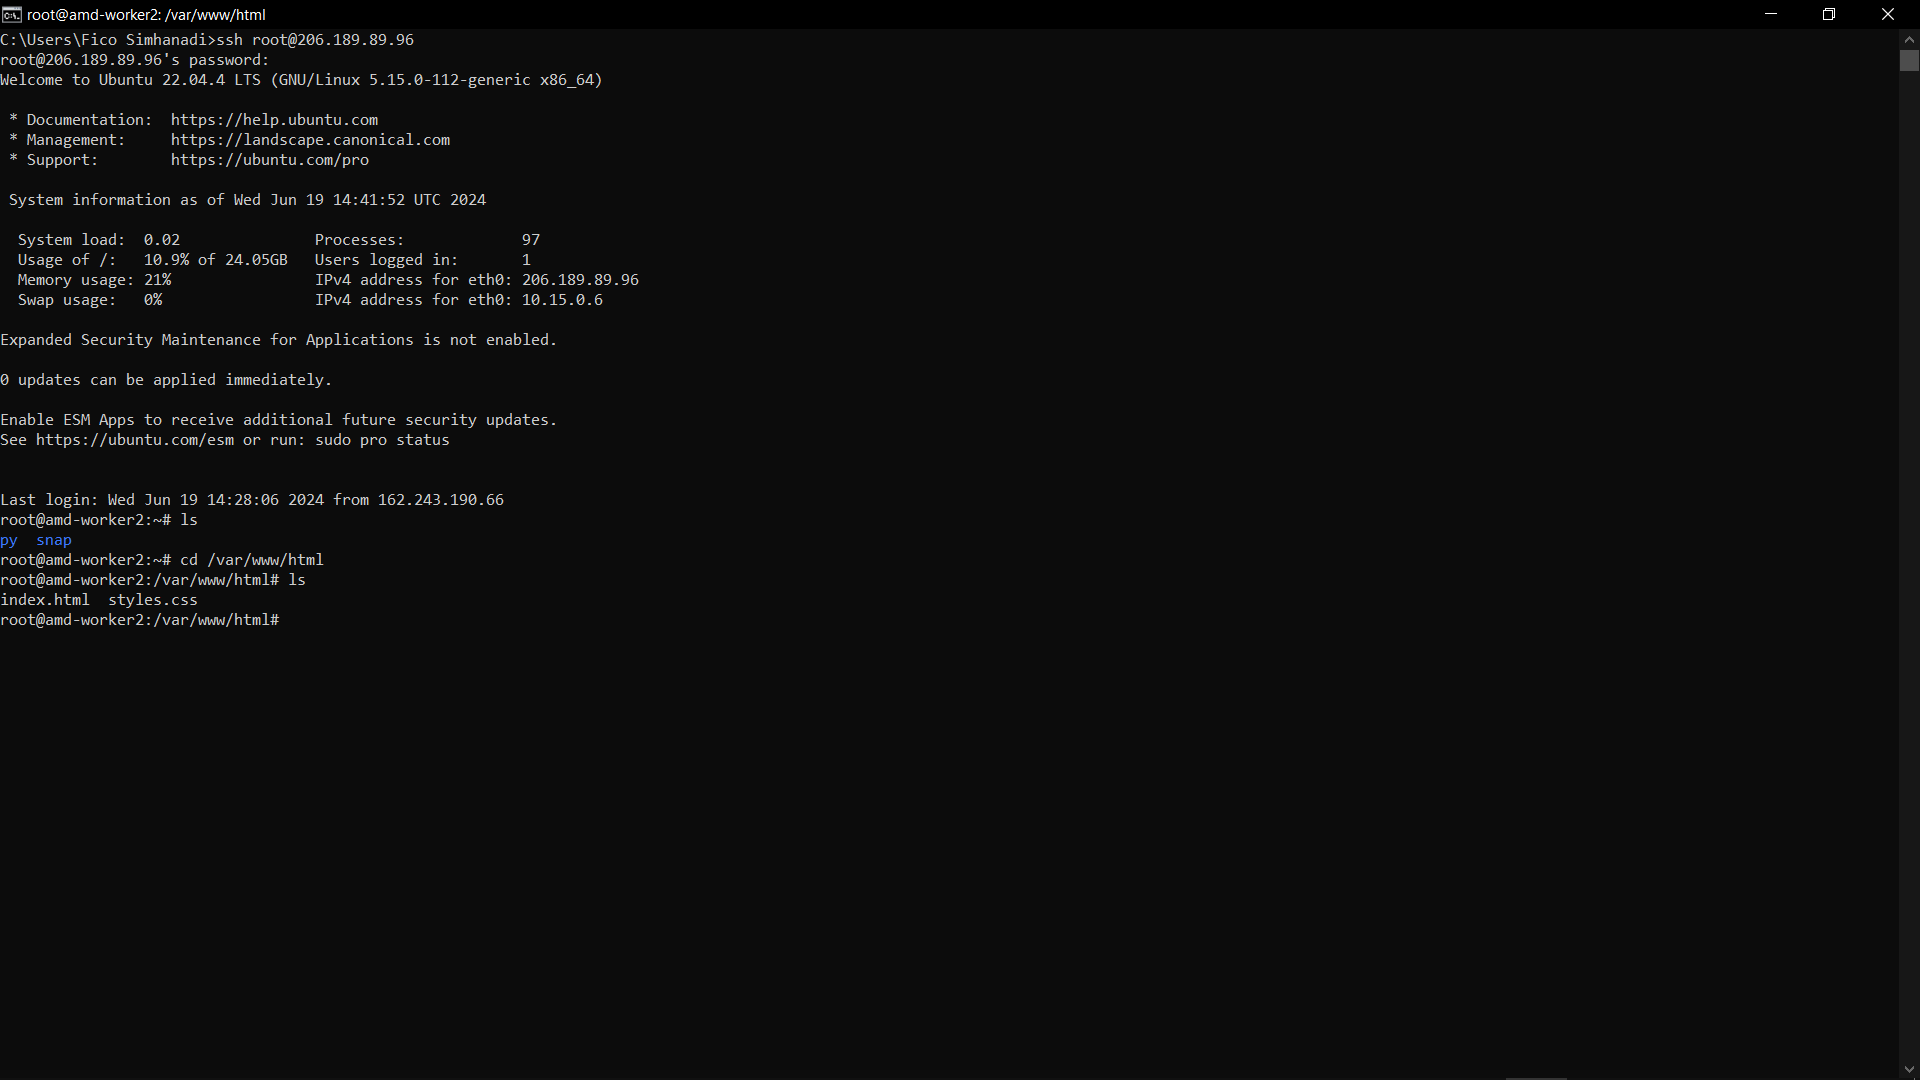 root@amd-worker2: /var/www/html
C:\Users\Fico Simhanadi>ssh root@206.189.89.96
root@206.189.89.96's password:
Welcome to Ubuntu 22.04.4 LTS (GNU/Linux 5.15.0-112-generic x86_64)
* Documentation:  https://help.ubuntu.com
* Management:     https://landscape.canonical.com
* Support:        https://ubuntu.com/pro
System information as of Wed Jun 19 14:41:52 UTC 2024
System load:  0.02               Processes:             97
Usage of /:   10.9% of 24.05GB   Users logged in:       1
Memory usage: 21%                IPv4 address for eth0: 206.189.89.96
Swap usage:   0%                 IPv4 address for eth0: 10.15.0.6
Expanded Security Maintenance for Applications is not enabled.
0 updates can be applied immediately.
Enable ESM Apps to receive additional future security updates.
See https://ubuntu.com/esm or run: sudo pro status
Last login: Wed Jun 19 14:28:06 2024 from 162.243.190.66
root@amd-worker2:~# ls
py  snap
root@amd-worker2:~# cd /var/www/html
root@amd-worker2:/var/www/html# ls
index.html  styles.css
root@amd-worker2:/var/www/html#